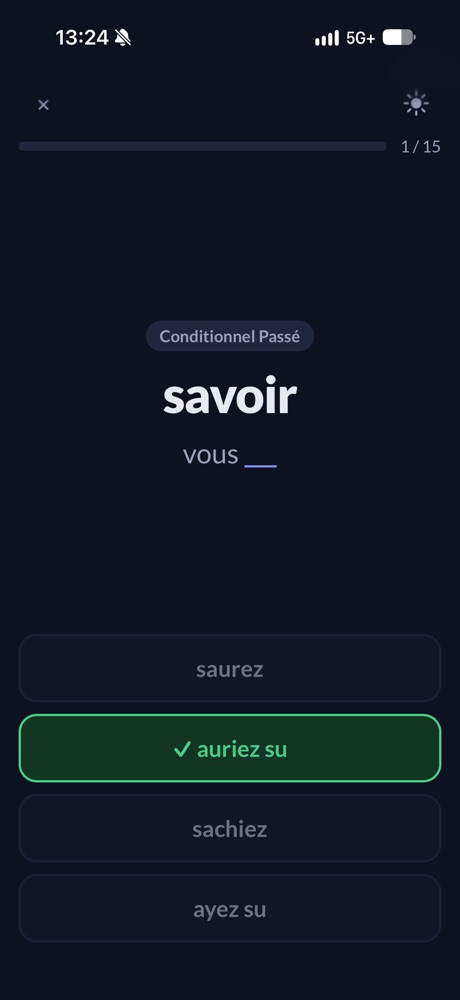 13:24
5G+
×
1 / 15
Conditionnel Passé
savoir
vous __
saurez
✓ auriez su
sachiez
ayez su